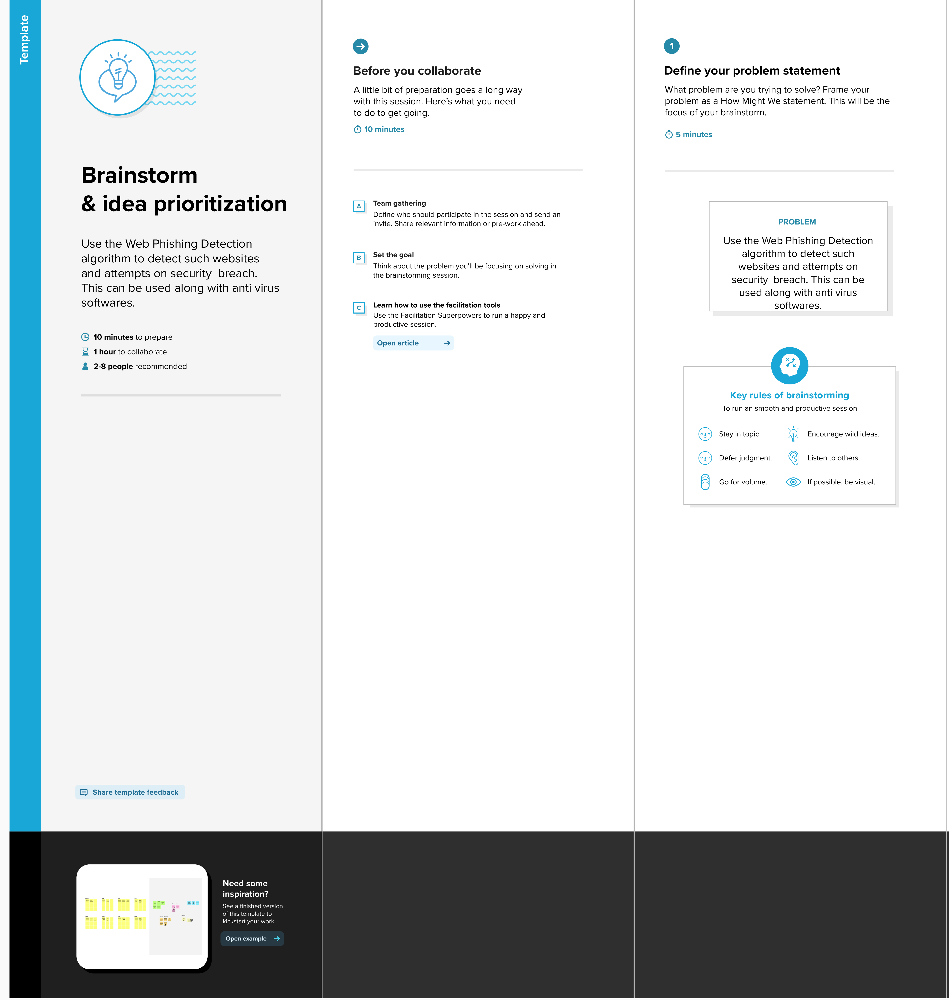 Template
Brainstorm
& idea prioritization
Use the Web Phishing Detection
algorithm to detect such websites
and attempts on security  breach.
This can be used along with anti virus
softwares.
10 minutes to prepare
1 hour to collaborate
2-8 people recommended
Share template feedback
Need some
inspiration?
See a finished version
of this template to
kickstart your work.
Open example
Before you collaborate
A little bit of preparation goes a long way
with this session. Here’s what you need
to do to get going.
10 minutes
A
Team gathering
Define who should participate in the session and send an
invite. Share relevant information or pre-work ahead.
B
Set the goal
Think about the problem you'll be focusing on solving in
the brainstorming session.
C
Learn how to use the facilitation tools
Use the Facilitation Superpowers to run a happy and
productive session.
Open article
1
Define your problem statement
What problem are you trying to solve? Frame your
problem as a How Might We statement. This will be the
focus of your brainstorm.
5 minutes
PROBLEM
Use the Web Phishing Detection
algorithm to detect such
websites and attempts on
security  breach. This can be
used along with anti virus
softwares.
Key rules of brainstorming
To run an smooth and productive session
Stay in topic.
Encourage wild ideas.
Defer judgment.
Listen to others.
Go for volume.
If possible, be visual.